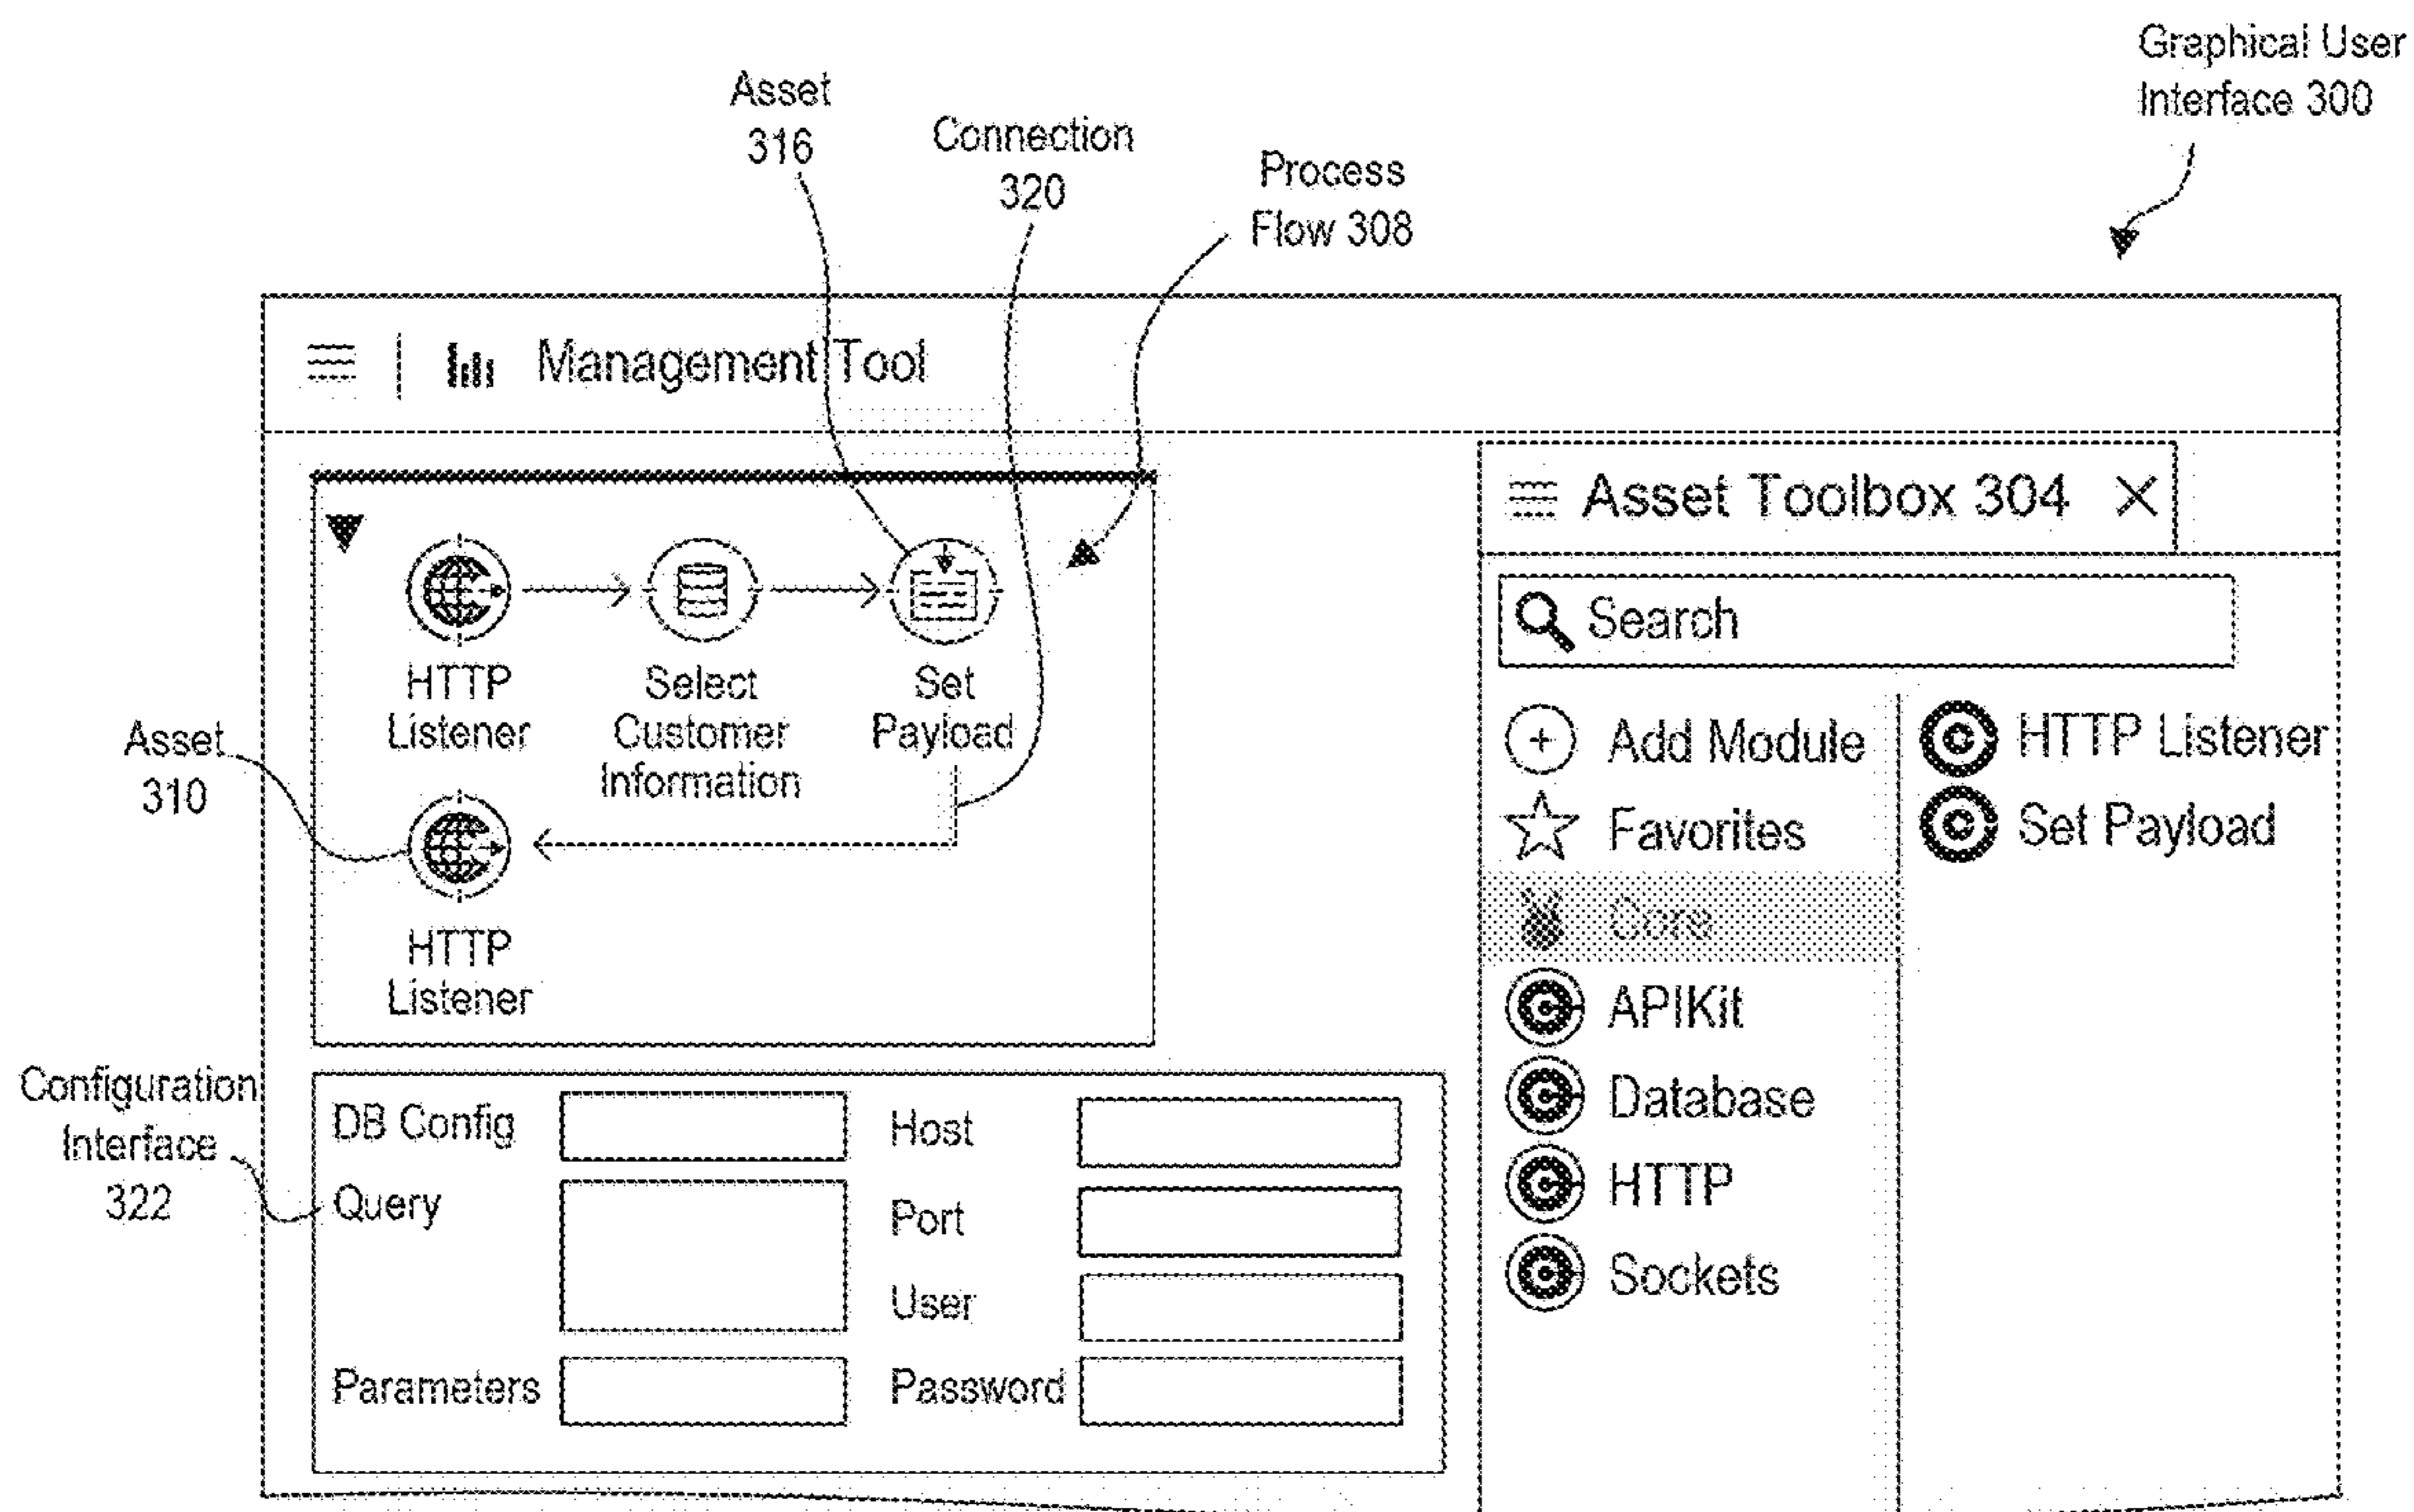 Graphical User
Interface 300
Asset
316
Connection
320
Process
Flow 308
Management Tool
HTTP
Listener
Select
Customer
Information
Set
Payload
Asset
310
HTTP
Listener
Configuration
Interface
322
DB Config
Query
Parameters
Host
Port
User
Password
Asset Toolbox 304
Search
Add Module
Favorites
Core
APIKit
Database
HTTP
Sockets
HTTP Listener
Set Payload